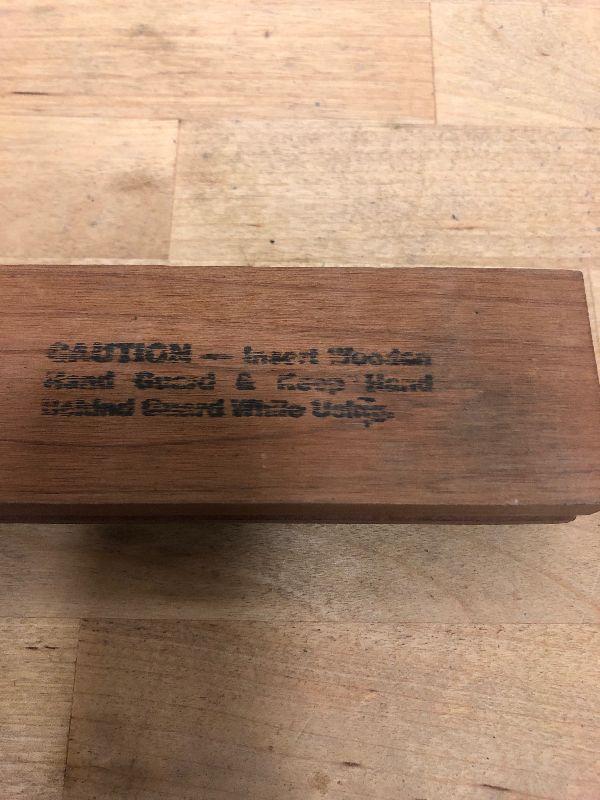 CAUTION — Insert Wooden
Hand Guard & Keep Hand
Behind Guard While Using.